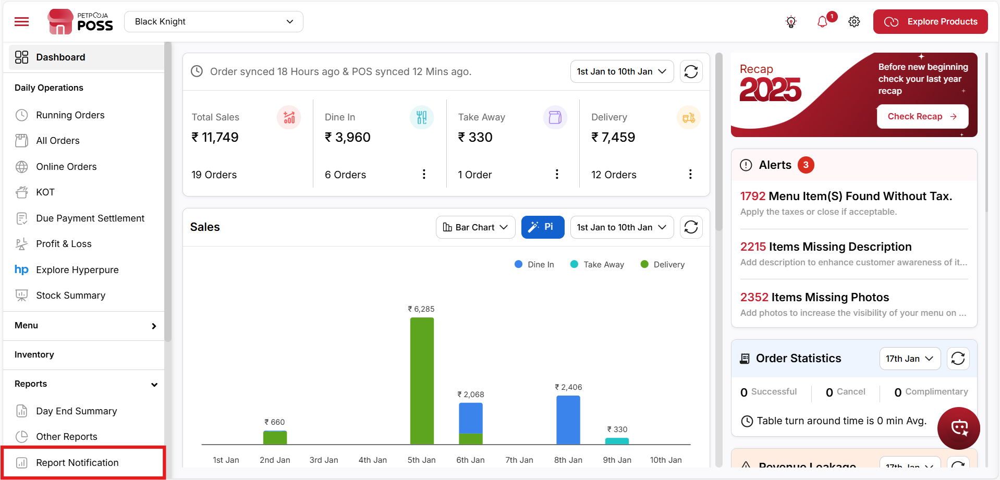 PETPOOJA
POSS
Black Knight
1
Explore Products
Dashboard
Daily Operations
Running Orders
All Orders
Online Orders
KOT
Due Payment Settlement
Profit & Loss
hp Explore Hyperpure
Stock Summary
Menu
Inventory
Reports
Day End Summary
Other Reports
Report Notification
Order synced 18 Hours ago & POS synced 12 Mins ago.
1st Jan to 10th Jan
Total Sales
₹ 11,749
19 Orders
Dine In
₹ 3,960
6 Orders
Take Away
₹ 330
1 Order
Delivery
₹ 7,459
12 Orders
Sales
Bar Chart
Pi
1st Jan to 10th Jan
Dine In
Take Away
Delivery
₹ 660
₹ 6,285
₹ 2,068
₹ 2,406
₹ 330
1st Jan
2nd Jan
3rd Jan
4th Jan
5th Jan
6th Jan
7th Jan
8th Jan
9th Jan
10th Jan
Recap
2025
Before new beginning
check your last year
recap
Check Recap
Alerts 3
1792 Menu Item(S) Found Without Tax.
Apply the taxes or close if acceptable.
2215 Items Missing Description
Add description to enhance customer awareness of it...
2352 Items Missing Photos
Add photos to increase the visibility of your menu on ...
Order Statistics
17th Jan
0 Successful
0 Cancel
0 Complimentary
Table turn around time is 0 min Avg.
Revenue Leakage
17th Jan